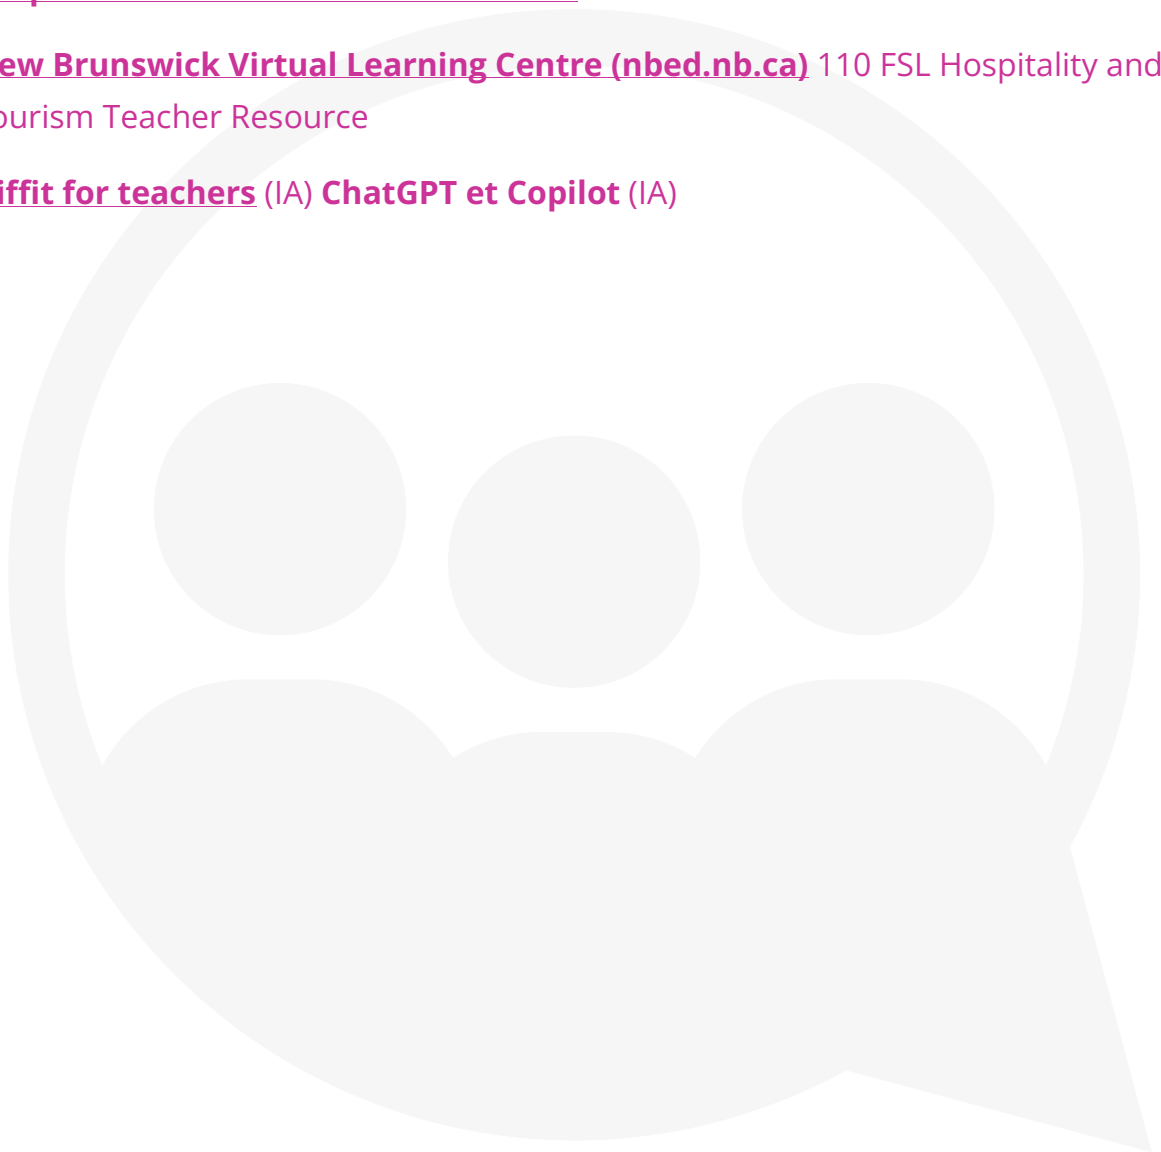 ew Brunswick Virtual Learning Centre (nbed.nb.ca) 110 FSL Hospitality and
ourism Teacher Resource
iffit for teachers (IA) ChatGPT et Copilot (IA)